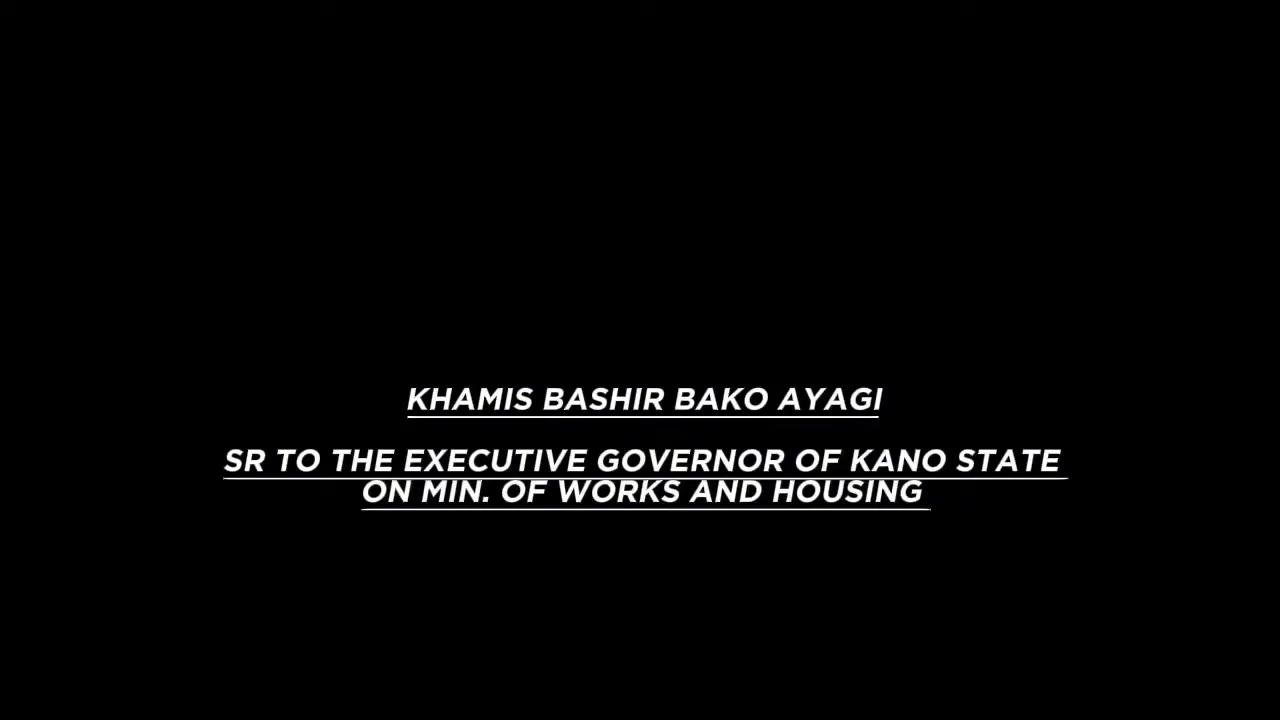 KHAMIS BASHIR BAKO AYAGI
SR TO THE EXECUTIVE GOVERNOR OF KANO STATE
ON MIN. OF WORKS AND HOUSING